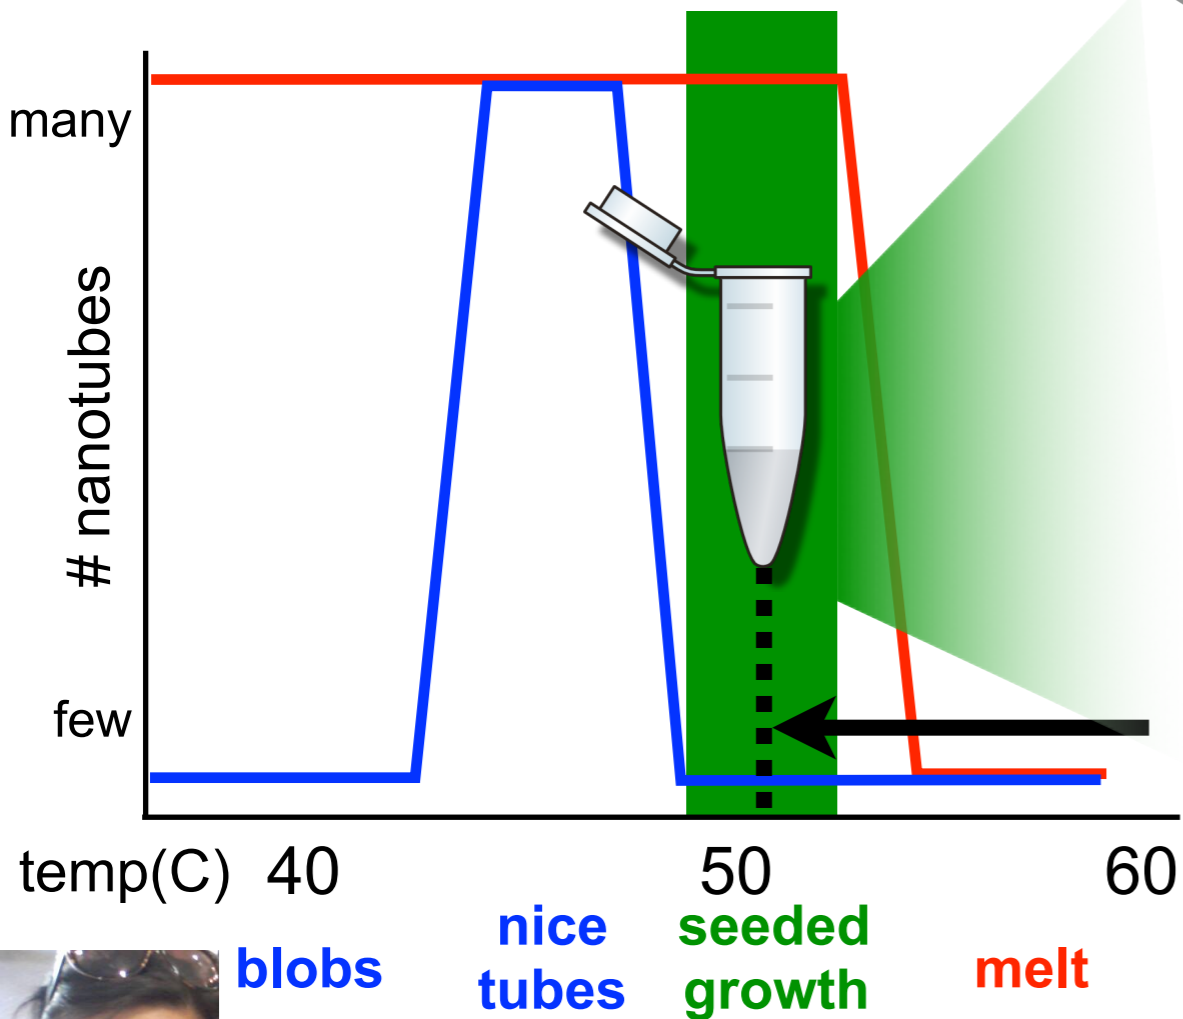 many
# nanotubes
few
temp(C) 40 50 60
blobs
nice
tubes
seeded
growth
melt